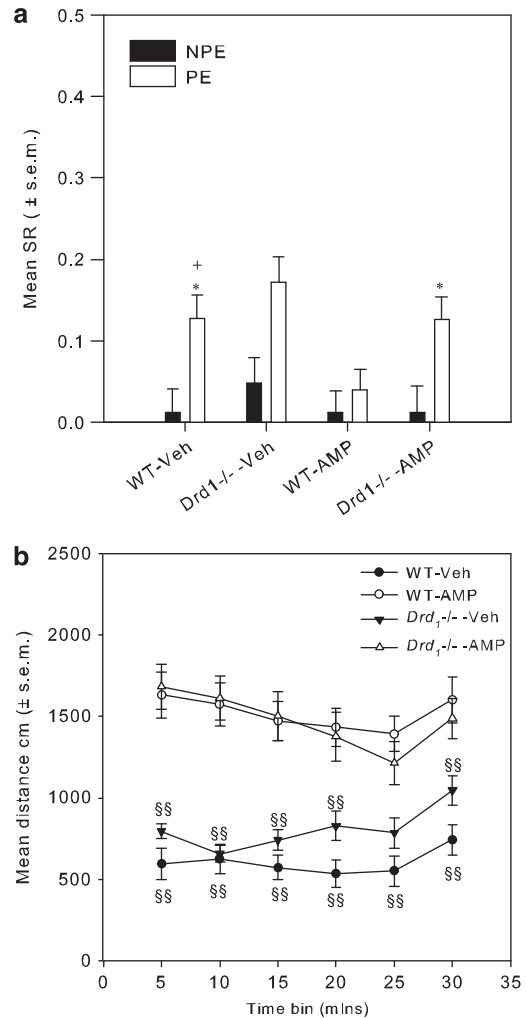 a
0.5
NPE
PE
0.4
0.3
Mean SR ( ± s.e.m.)
0.2
+
*
*
0.1
0.0
WT-Veh
Drd1-/- -Veh
WT-AMP
Drd1-/- -AMP
b
2500
WT-Veh
WT-AMP
Drd1-/- -Veh
Drd1-/- -AMP
2000
Mean distance cm (± s.e.m.)
1500
1000
§§
§§ §§ §§ §§
500
§§ §§ §§ §§ §§ §§
0
0 5 10 15 20 25 30 35
Time bin (mIns)